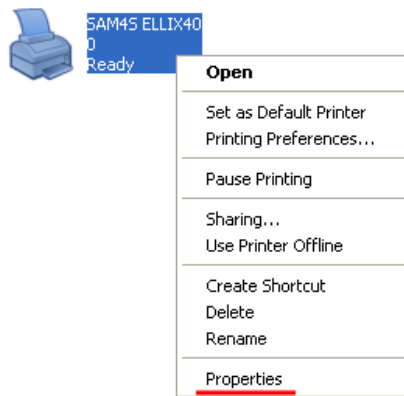 SAM4S ELLIX40
0
Ready
Open
Set as Default Printer
Printing Preferences...
Pause Printing
Sharing...
Use Printer Offline
Create Shortcut
Delete
Rename
Properties